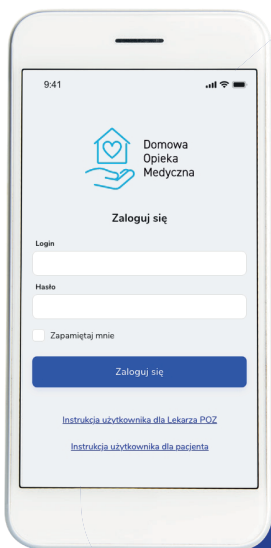 9:41
Domowa
Opieka
Medyczna
Zaloguj się
Login
Hasło
Zapamiętaj mnie
Zaloguj się
Instrukcja użytkownika dla Lekarza POZ
Instrukcja użytkownika dla pacjenta